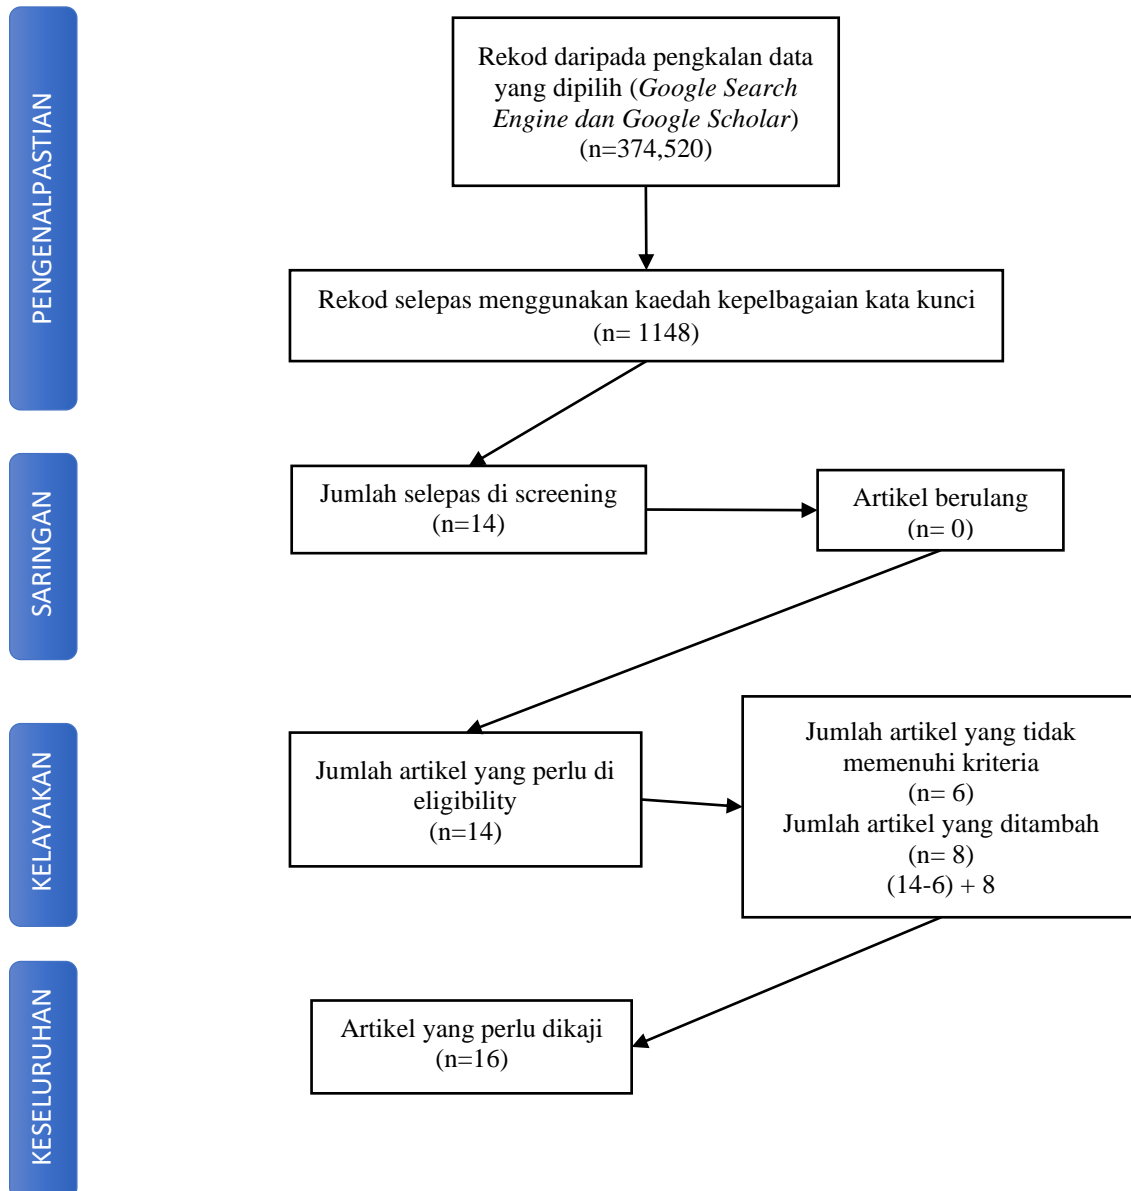 PENGENALPASTIAN
Rekod daripada pengkalan data
yang dipilih (Google Search
Engine dan Google Scholar)
(n=374,520)
Rekod selepas menggunakan kaedah kepelbagaian kata kunci
(n= 1148)
SARINGAN
Jumlah selepas di screening
(n=14)
Artikel berulang
(n= 0)
KELAYAKAN
Jumlah artikel yang perlu di
eligibility
(n=14)
Jumlah artikel yang tidak
memenuhi kriteria
(n= 6)
Jumlah artikel yang ditambah
(n= 8)
(14-6) + 8
KESELURUHAN
Artikel yang perlu dikaji
(n=16)